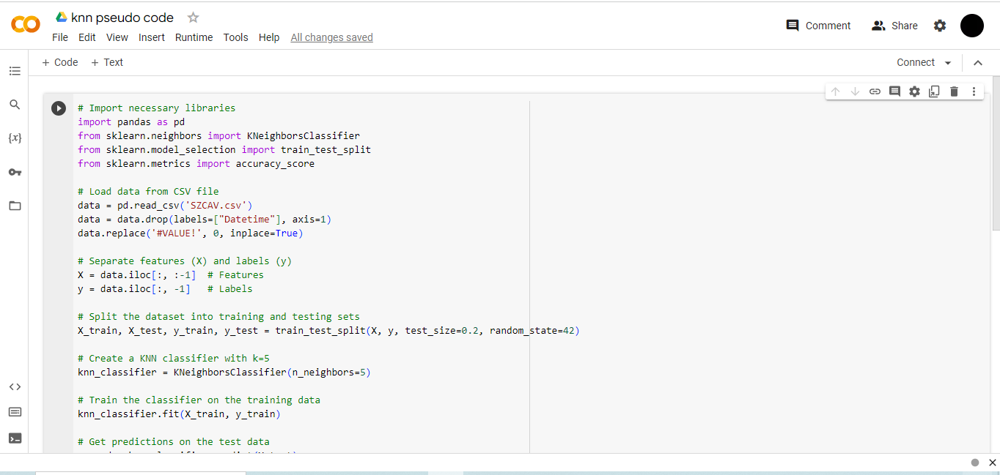 knn pseudo code
File Edit View Insert Runtime Tools Help All changes saved
Comment Share
+ Code + Text
Connect
{x}
# Import necessary libraries
import pandas as pd
from sklearn.neighbors import KNeighborsClassifier
from sklearn.model_selection import train_test_split
from sklearn.metrics import accuracy_score
# Load data from CSV file
data = pd.read_csv('SZCAV.csv')
data = data.drop(labels=["Datetime"], axis=1)
data.replace('#VALUE!', 0, inplace=True)
# Separate features (X) and labels (y)
X = data.iloc[:, :-1]  # Features
y = data.iloc[:, -1]   # Labels
# Split the dataset into training and testing sets
X_train, X_test, y_train, y_test = train_test_split(X, y, test_size=0.2, random_state=42)
# Create a KNN classifier with k=5
knn_classifier = KNeighborsClassifier(n_neighbors=5)
# Train the classifier on the training data
knn_classifier.fit(X_train, y_train)
# Get predictions on the test data